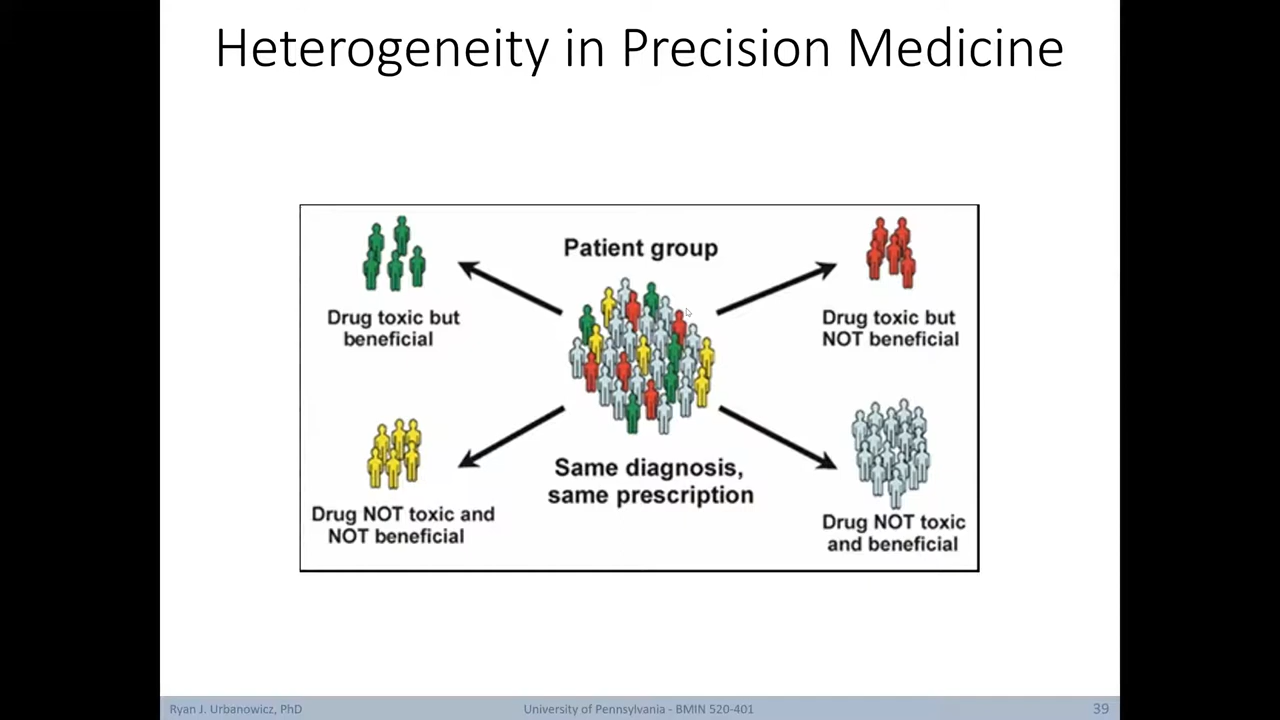 Heterogeneity in Precision Medicine
Patient group
Drug toxic but
beneficial
Drug toxic but
NOT beneficial
Same diagnosis,
same prescription
Drug NOT toxic and
NOT beneficial
Drug NOT toxic
and beneficial
Ryan J. Urbanowicz, PhD
University of Pennsylvania - BMIN 520-401
39